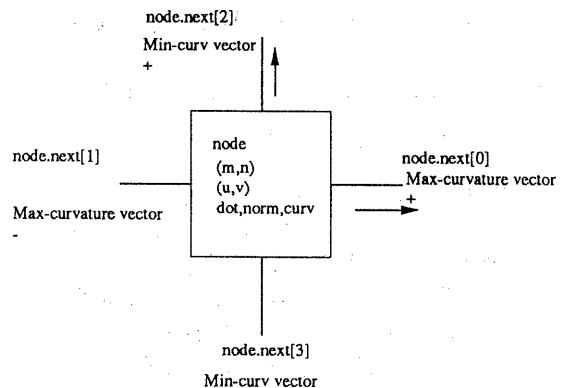 node.next[2]
Min-curv vector
+
node
(m,n)
(u,v)
dot,norm,curv
node.next[1]
Max-curvature vector
-
node.next[0]
Max-curvature vector
+
node.next[3]
Min-curv vector